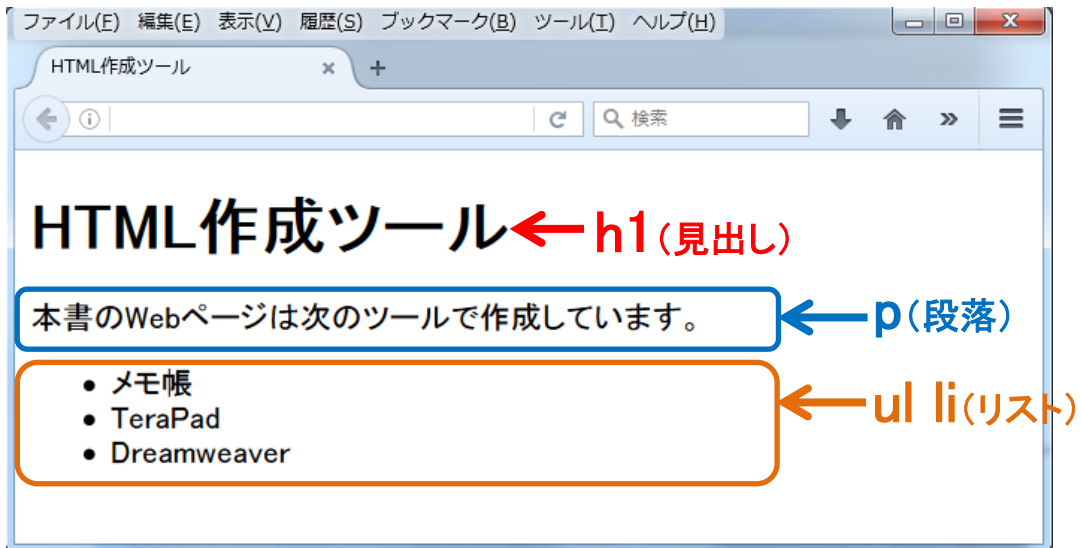 ファイル(F) 編集(E) 表示(V) 履歴(S) ブックマーク(B) ツール(T) ヘルプ(H)
HTML作成ツール
検索
HTML作成ツール h1(見出し)
本書のWebページは次のツールで作成しています。 p(段落)
• メモ帳
• TeraPad
• Dreamweaver
ul li(リスト)